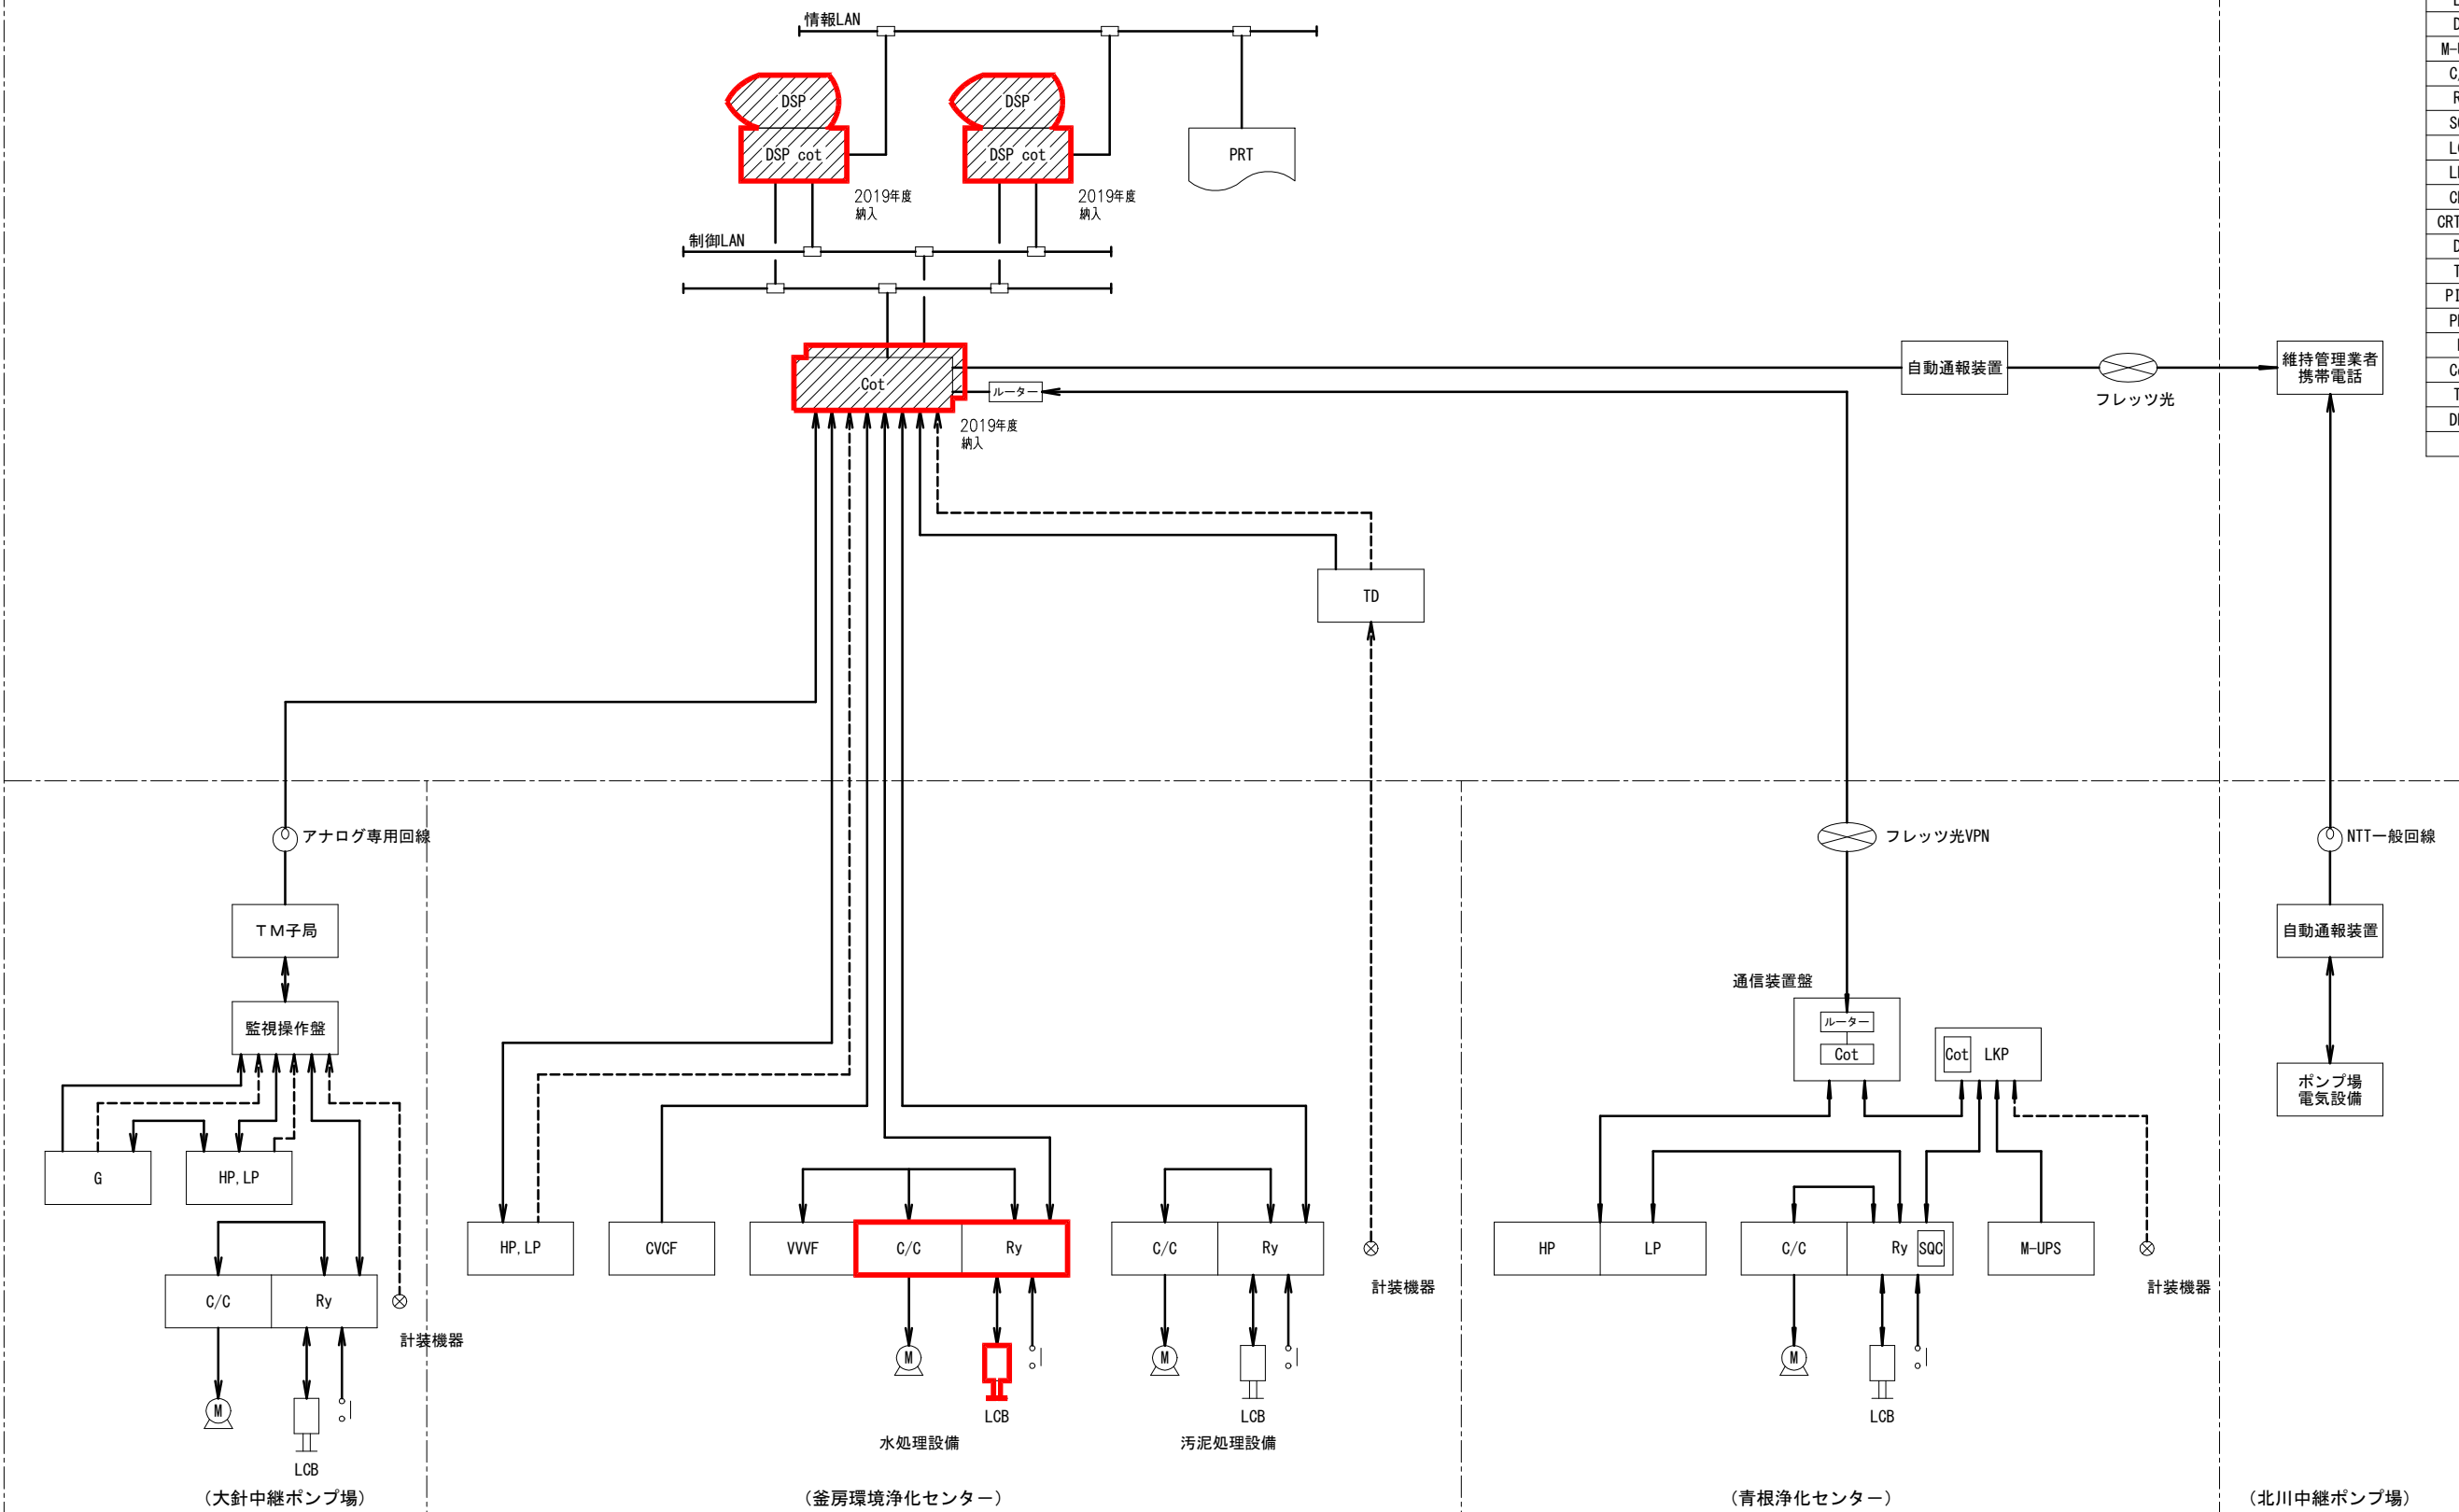 情報LAN
DSP
DSP
DSP cot
DSP cot
PRT
2019年度
納入
2019年度
納入
制御LAN
Cot
ルーター
2019年度
納入
自動通報装置
フレッツ光
維持管理業者
携帯電話
TD
アナログ専用回線
フレッツ光VPN
NTT一般回線
TM子局
自動通報装置
監視操作盤
通信装置盤
ルーター
Cot
Cot
LKP
ポンプ場
電気設備
G
HP,LP
HP,LP
CVCF
VVVF
C/C
Ry
C/C
Ry
HP
LP
C/C
Ry
SQC
M-UPS
計装機器
計装機器
C/C
Ry
計装機器
M
M
M
LCB
LCB
LCB
M
LCB
水処理設備
汚泥処理設備
(大針中継ポンプ場)
(釜房環境浄化センター)
(青根浄化センター)
(北川中継ポンプ場)